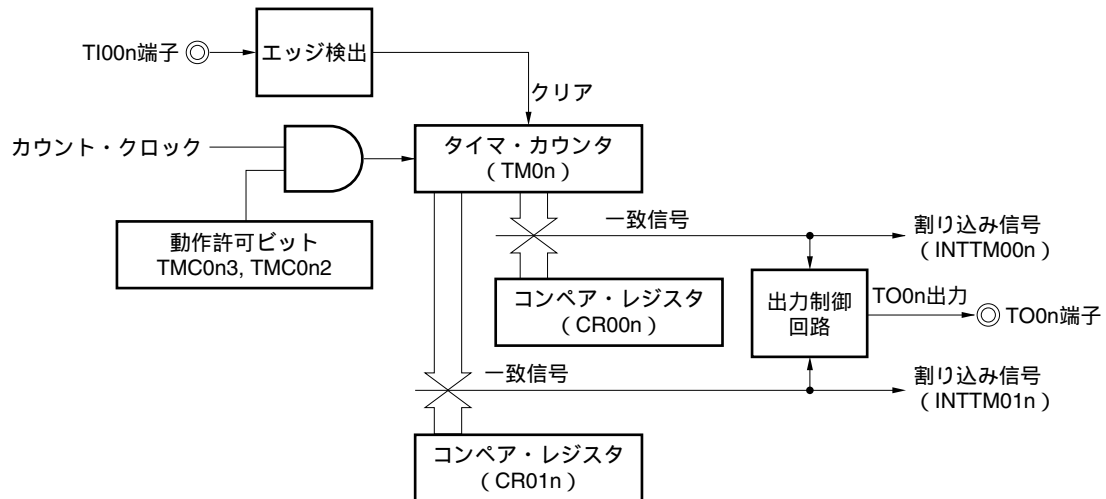 TI00n端子
エッジ検出
クリア
カウント・クロック
タイマ・カウンタ
(TM0n)
動作許可ビット
TMC0n3, TMC0n2
一致信号
割り込み信号
(INTTM00n)
コンペア・レジスタ
(CR00n)
出力制御
回路
TO0n出力
TO0n端子
一致信号
割り込み信号
(INTTM01n)
コンペア・レジスタ
(CR01n)